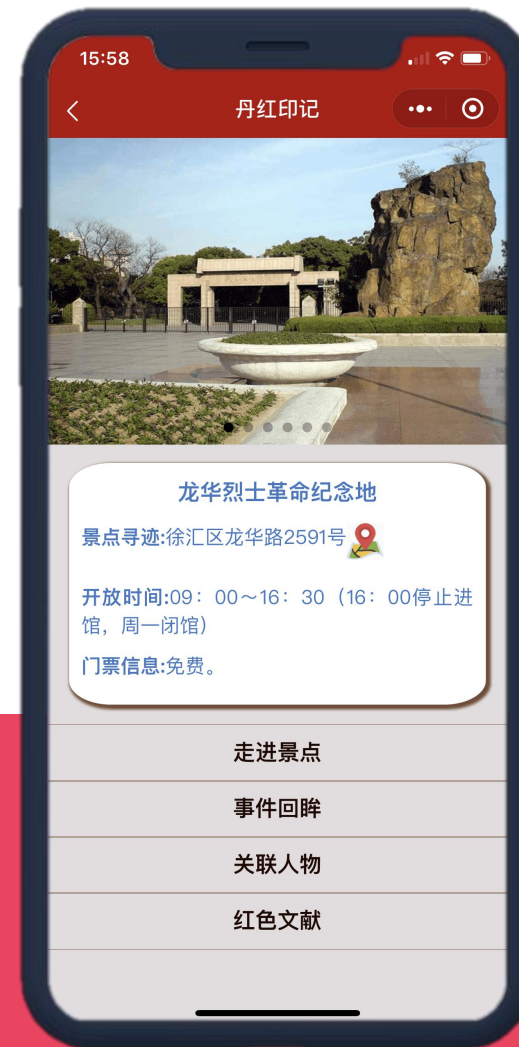 15:58
丹红印记
龙华烈士革命纪念地
景点寻迹:徐汇区龙华路2591号
开放时间:09：00～16：30（16：00停止进
馆，周一闭馆）
门票信息:免费。
走进景点
事件回眸
关联人物
红色文献